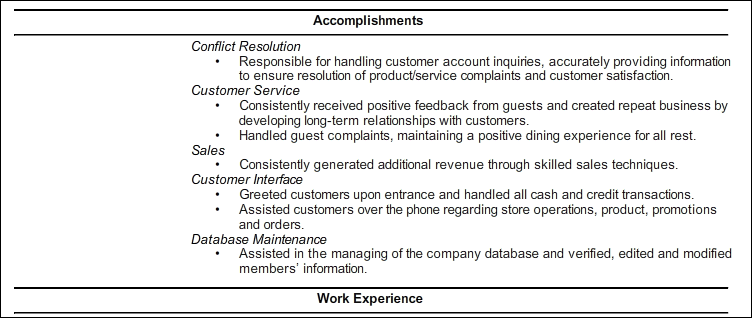 Accomplishments
Conflict Resolution
• Responsible for handling customer account inquiries, accurately providing information
to ensure resolution of product/service complaints and customer satisfaction.
Customer Service
• Consistently received positive feedback from guests and created repeat business by
developing long-term relationships with customers.
• Handled guest complaints, maintaining a positive dining experience for all rest.
Sales
• Consistently generated additional revenue through skilled sales techniques.
Customer Interface
• Greeted customers upon entrance and handled all cash and credit transactions.
• Assisted customers over the phone regarding store operations, product, promotions
and orders.
Database Maintenance
• Assisted in the managing of the company database and verified, edited and modified
members’ information.
Work Experience